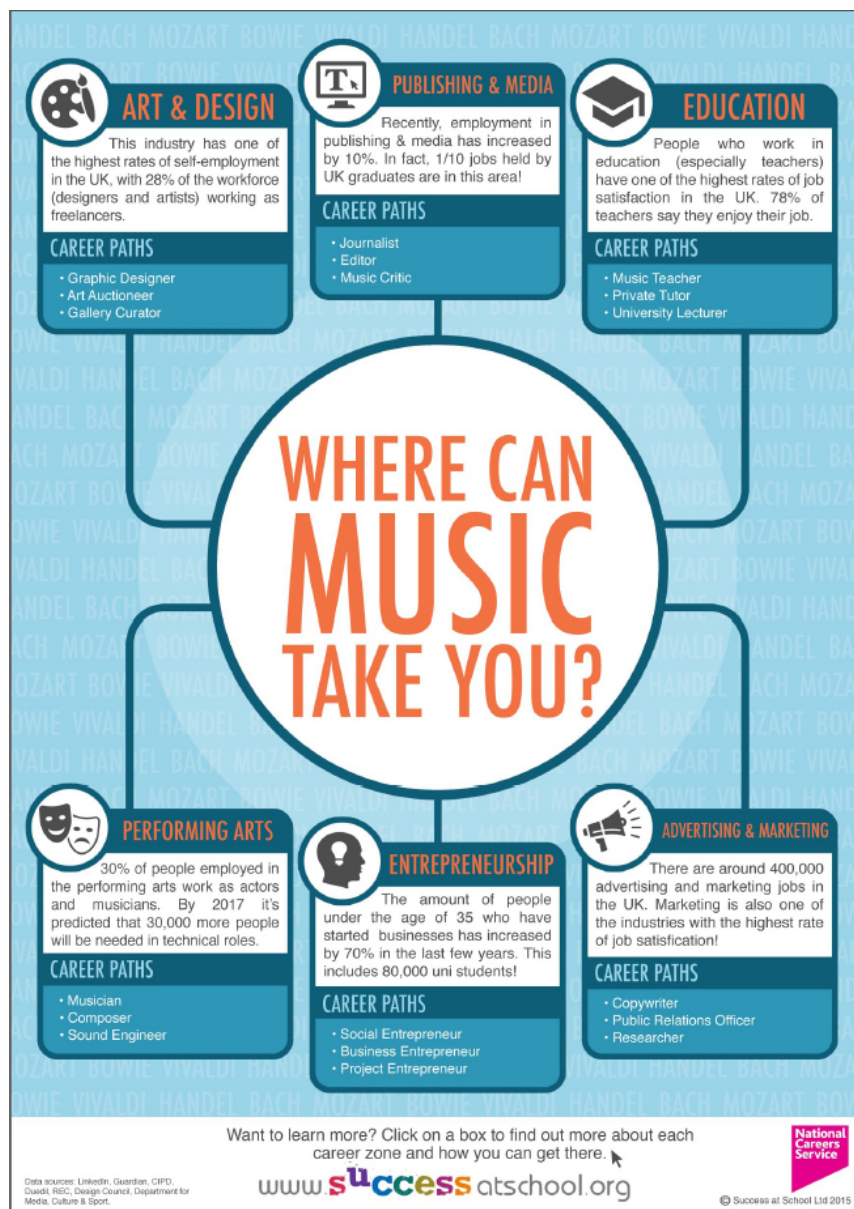 ART & DESIGN
This industry has one of
the highest rates of self-employment
in the UK, with 28% of the workforce
(designers and artists) working as
freelancers.
CAREER PATHS
• Graphic Designer
• Art Auctioneer
• Gallery Curator
T
PUBLISHING & MEDIA
Recently, employment in
publishing & media has increased
by 10%. In fact, 1/10 jobs held by
UK graduates are in this area!
CAREER PATHS
• Journalist
• Editor
• Music Critic
EDUCATION
People who work in
education (especially teachers)
have one of the highest rates of job
satisfaction in the UK. 78% of
teachers say they enjoy their job.
CAREER PATHS
• Music Teacher
• Private Tutor
• University Lecturer
WHERE CAN
MUSIC
TAKE YOU?
PERFORMING ARTS
30% of people employed in
the performing arts work as actors
and musicians. By 2017 it's
predicted that 30,000 more people
will be needed in technical roles.
CAREER PATHS
• Musician
• Composer
• Sound Engineer
ENTREPRENEURSHIP
The amount of people
under the age of 35 who have
started businesses has increased
by 70% in the last few years. This
includes 80,000 uni students!
CAREER PATHS
• Social Entrepreneur
• Business Entrepreneur
• Project Entrepreneur
ADVERTISING & MARKETING
There are around 400,000
advertising and marketing jobs in
the UK. Marketing is also one of
the industries with the highest rate
of job satisfication!
CAREER PATHS
• Copywriter
• Public Relations Officer
• Researcher
Want to learn more? Click on a box to find out more about each
career zone and how you can get there.
www.successatschool.org
Data sources: LinkedIn, Guardian, CIPD,
Duedil, REC, Design Council, Department for
Media, Culture & Sport.
National
Careers
Service
© Success at School Ltd 2015